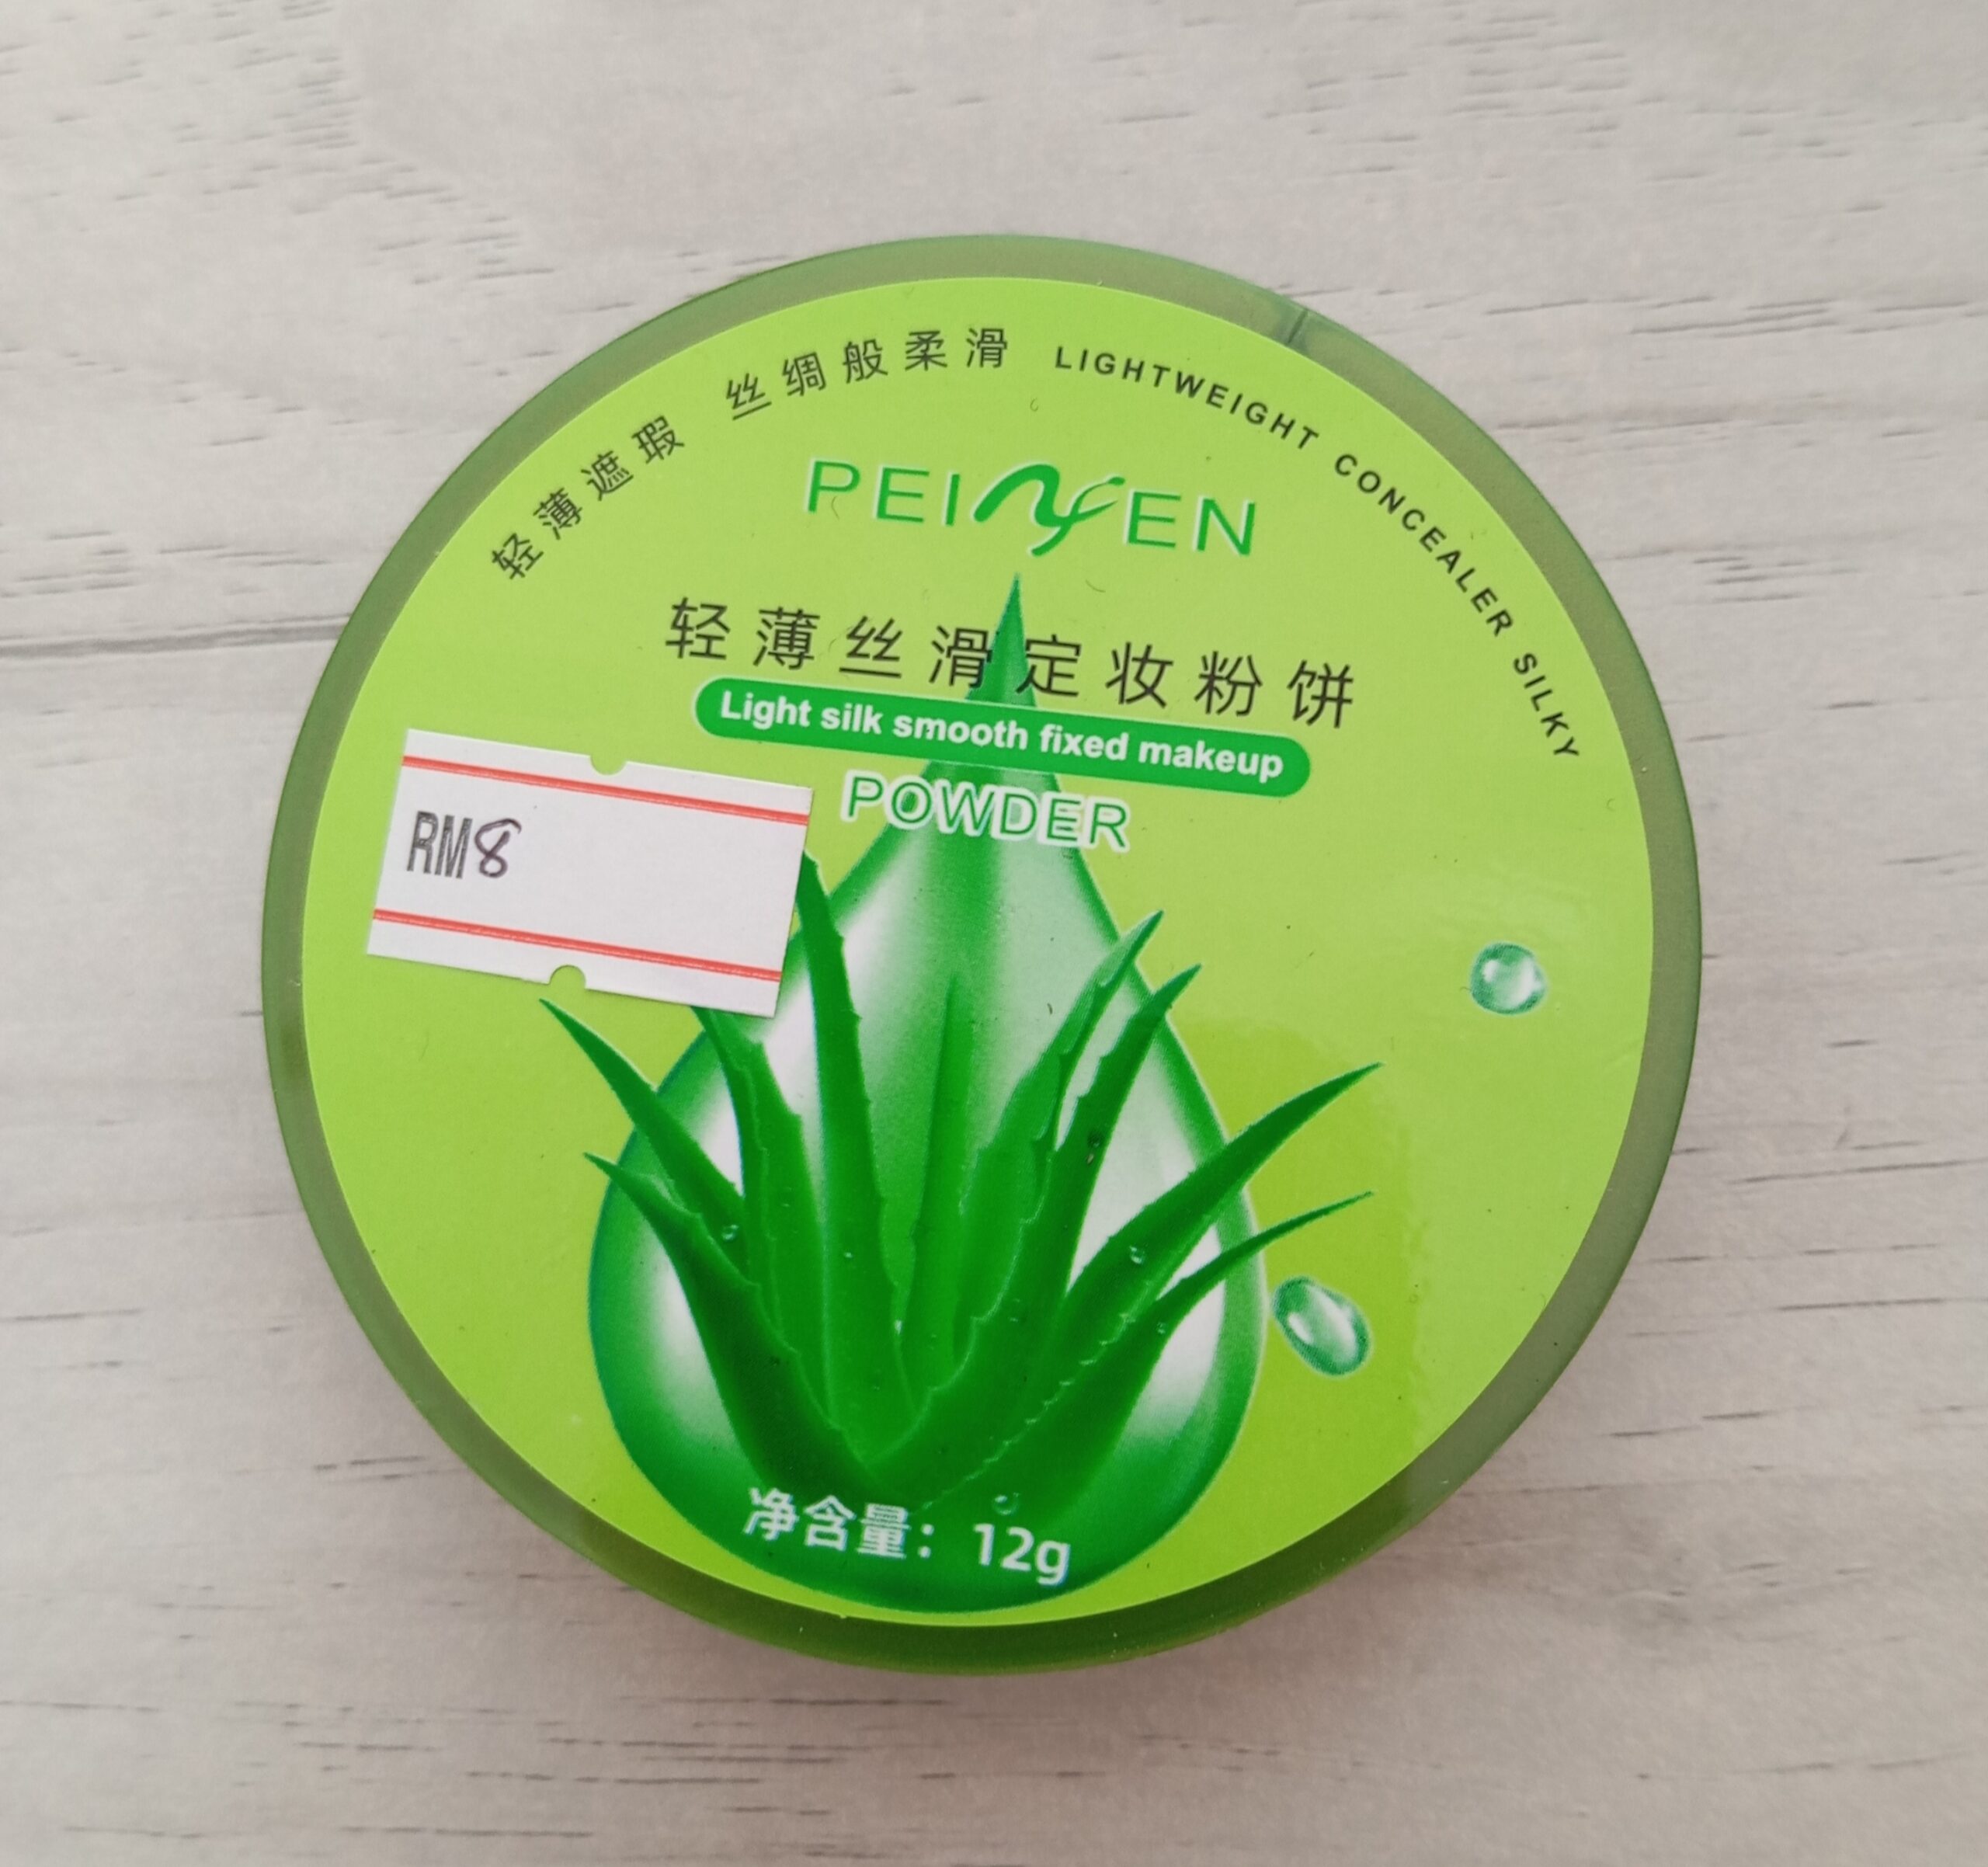 轻薄遮瑕 丝绸般柔滑 LIGHTWEIGHT CONCEALER SILKY
PEIYEN
轻薄丝滑定妆粉饼
Light silk smooth fixed makeup
POWDER
RM8
净含量：12g